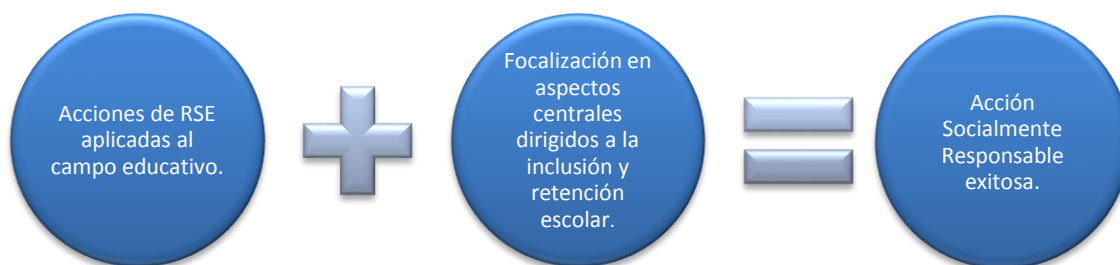 Acciones de RSE
aplicadas al
campo educativo.
Focalización en
aspectos
centrales
dirigidos a la
inclusión y
retención
escolar.
Acción
Socialmente
Responsable
exitosa.